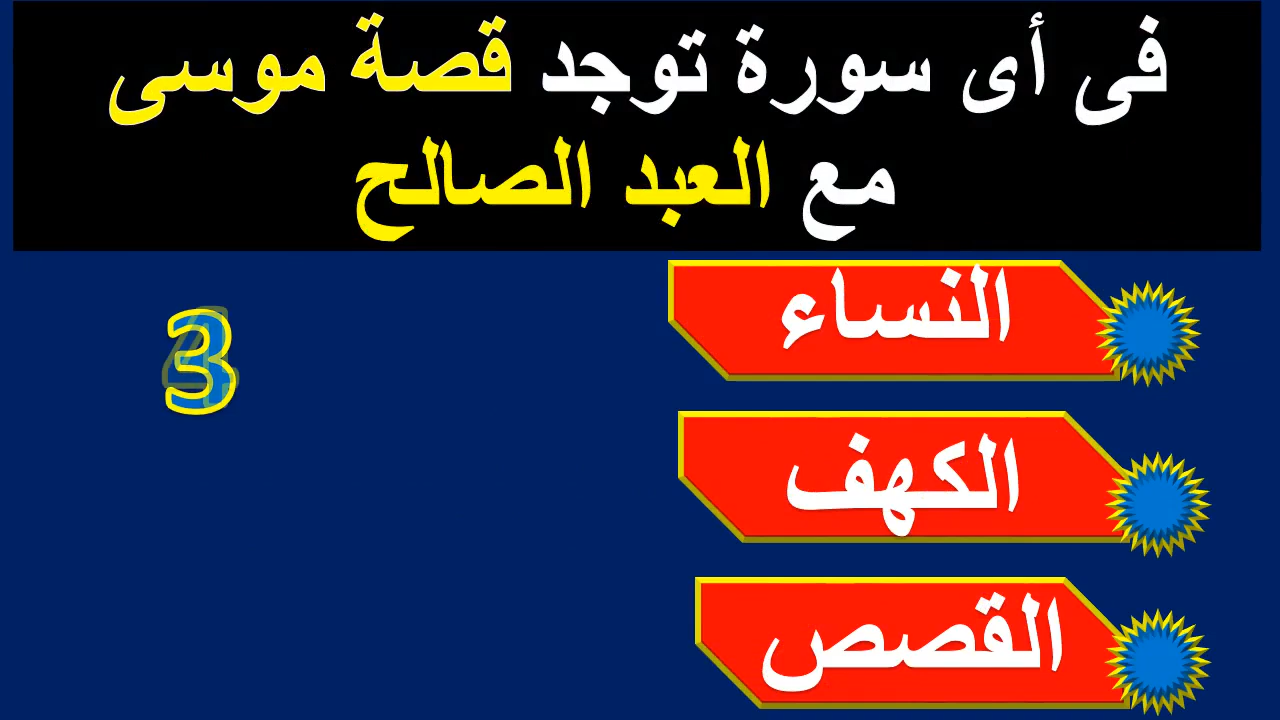 فى أى سورة توجد قصة موسى
مع العبد الصالح
النساء
3
الكهف
القصص